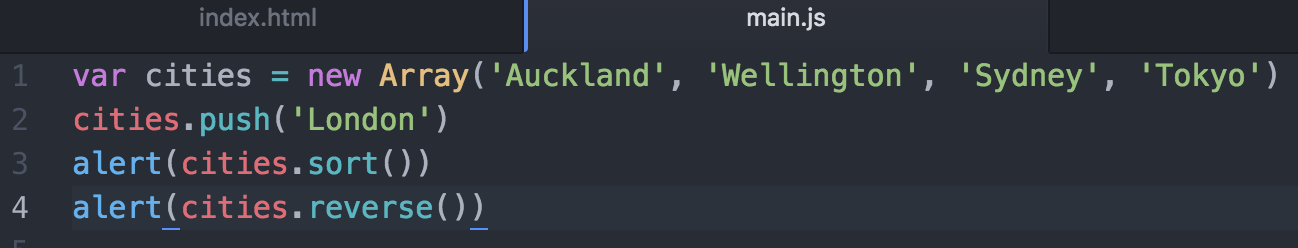 index.html main.js
1 var cities = new Array('Auckland', 'Wellington', 'Sydney', 'Tokyo')
2 cities.push('London')
3 alert(cities.sort())
4 alert(cities.reverse())
5